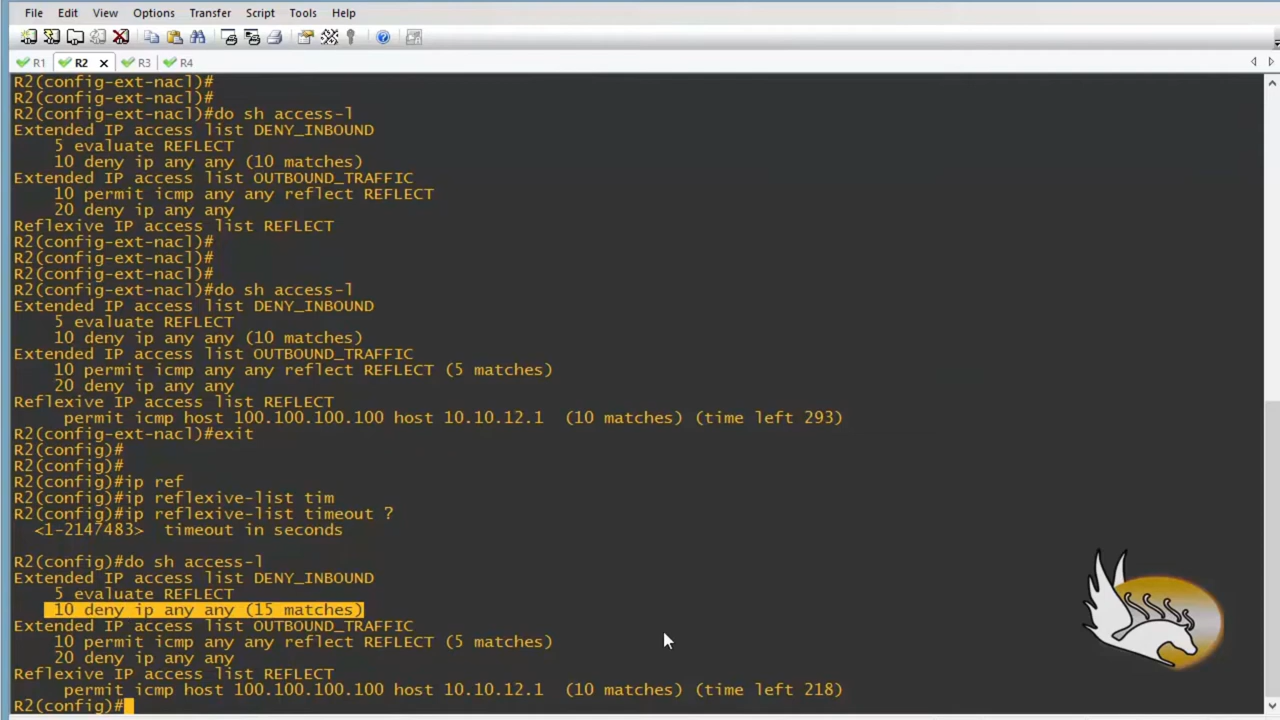 File Edit View Options Transfer Script Tools Help
R1 R2 R3 R4
R2(config-ext-nacl)#
R2(config-ext-nacl)#
R2(config-ext-nacl)#do sh access-l
Extended IP access list DENY_INBOUND
5 evaluate REFLECT
10 deny ip any any (10 matches)
Extended IP access list OUTBOUND_TRAFFIC
10 permit icmp any any reflect REFLECT
20 deny ip any any
Reflexive IP access list REFLECT
R2(config-ext-nacl)#
R2(config-ext-nacl)#
R2(config-ext-nacl)#
R2(config-ext-nacl)#do sh access-l
Extended IP access list DENY_INBOUND
5 evaluate REFLECT
10 deny ip any any (10 matches)
Extended IP access list OUTBOUND_TRAFFIC
10 permit icmp any any reflect REFLECT (5 matches)
20 deny ip any any
Reflexive IP access list REFLECT
permit icmp host 100.100.100.100 host 10.10.12.1  (10 matches) (time left 293)
R2(config-ext-nacl)#exit
R2(config)#
R2(config)#
R2(config)#ip ref
R2(config)#ip reflexive-list tim
R2(config)#ip reflexive-list timeout ?
<1-2147483>  timeout in seconds
R2(config)#do sh access-l
Extended IP access list DENY_INBOUND
5 evaluate REFLECT
10 deny ip any any (15 matches)
Extended IP access list OUTBOUND_TRAFFIC
10 permit icmp any any reflect REFLECT (5 matches)
20 deny ip any any
Reflexive IP access list REFLECT
permit icmp host 100.100.100.100 host 10.10.12.1  (10 matches) (time left 218)
R2(config)#